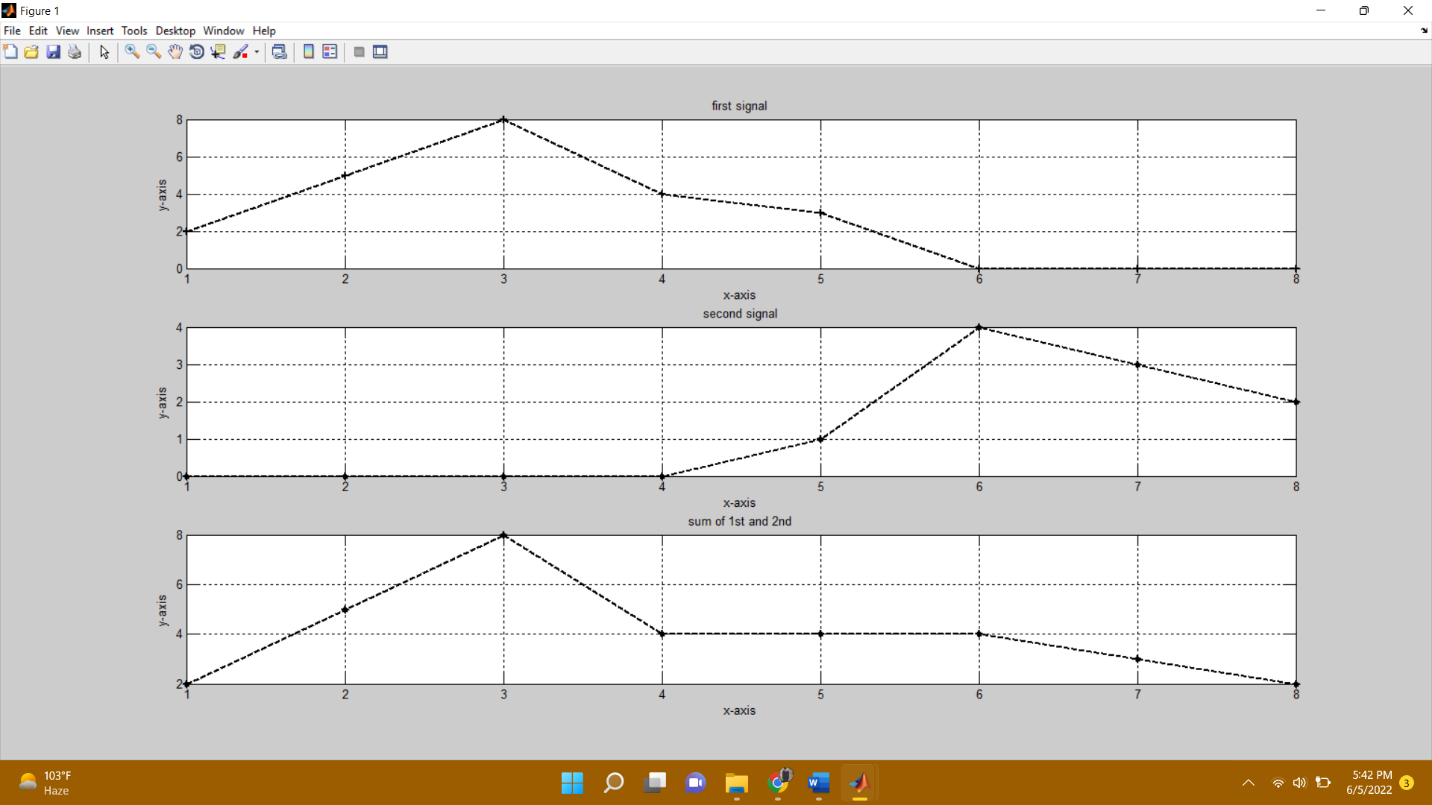 Figure 1
File Edit View Insert Tools Desktop Window Help
first signal
8
6
4
2
0
y-axis
1 2 3 4 5 6 7 8
x-axis
second signal
4
3
2
1
0
y-axis
1 2 3 4 5 6 7 8
x-axis
sum of 1st and 2nd
8
6
4
2
y-axis
1 2 3 4 5 6 7 8
x-axis
103°F
Haze
W
5:42 PM
6/5/2022
3